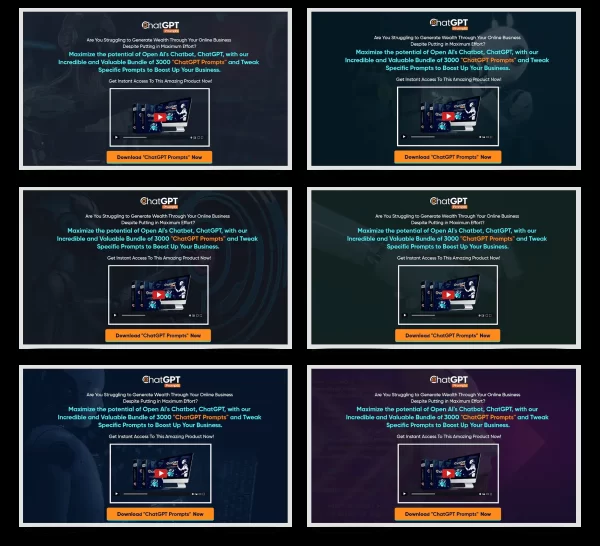 ChatGPT
Prompts
Are You Struggling to Generate Wealth Through Your Online Business
Despite Putting in Maximum Effort?
Maximize the potential of Open AI's Chatbot, ChatGPT, with our
Incredible and Valuable Bundle of 3000 "ChatGPT Prompts" and Tweak
Specific Prompts to Boost Up Your Business.
Get Instant Access To This Amazing Product Now!
Download "ChatGPT Prompts" Now
ChatGPT
Prompts
Are You Struggling to Generate Wealth Through Your Online Business
Despite Putting in Maximum Effort?
Maximize the potential of Open AI's Chatbot, ChatGPT, with our
Incredible and Valuable Bundle of 3000 "ChatGPT Prompts" and Tweak
Specific Prompts to Boost Up Your Business.
Get Instant Access To This Amazing Product Now!
Download "ChatGPT Prompts" Now
ChatGPT
Prompts
Are You Struggling to Generate Wealth Through Your Online Business
Despite Putting in Maximum Effort?
Maximize the potential of Open AI's Chatbot, ChatGPT, with our
Incredible and Valuable Bundle of 3000 "ChatGPT Prompts" and Tweak
Specific Prompts to Boost Up Your Business.
Get Instant Access To This Amazing Product Now!
Download "ChatGPT Prompts" Now
ChatGPT
Prompts
Are You Struggling to Generate Wealth Through Your Online Business
Despite Putting in Maximum Effort?
Maximize the potential of Open AI's Chatbot, ChatGPT, with our
Incredible and Valuable Bundle of 3000 "ChatGPT Prompts" and Tweak
Specific Prompts to Boost Up Your Business.
Get Instant Access To This Amazing Product Now!
Download "ChatGPT Prompts" Now
ChatGPT
Prompts
Are You Struggling to Generate Wealth Through Your Online Business
Despite Putting in Maximum Effort?
Maximize the potential of Open AI's Chatbot, ChatGPT, with our
Incredible and Valuable Bundle of 3000 "ChatGPT Prompts" and Tweak
Specific Prompts to Boost Up Your Business.
Get Instant Access To This Amazing Product Now!
Download "ChatGPT Prompts" Now
ChatGPT
Prompts
Are You Struggling to Generate Wealth Through Your Online Business
Despite Putting in Maximum Effort?
Maximize the potential of Open AI's Chatbot, ChatGPT, with our
Incredible and Valuable Bundle of 3000 "ChatGPT Prompts" and Tweak
Specific Prompts to Boost Up Your Business.
Get Instant Access To This Amazing Product Now!
Download "ChatGPT Prompts" Now